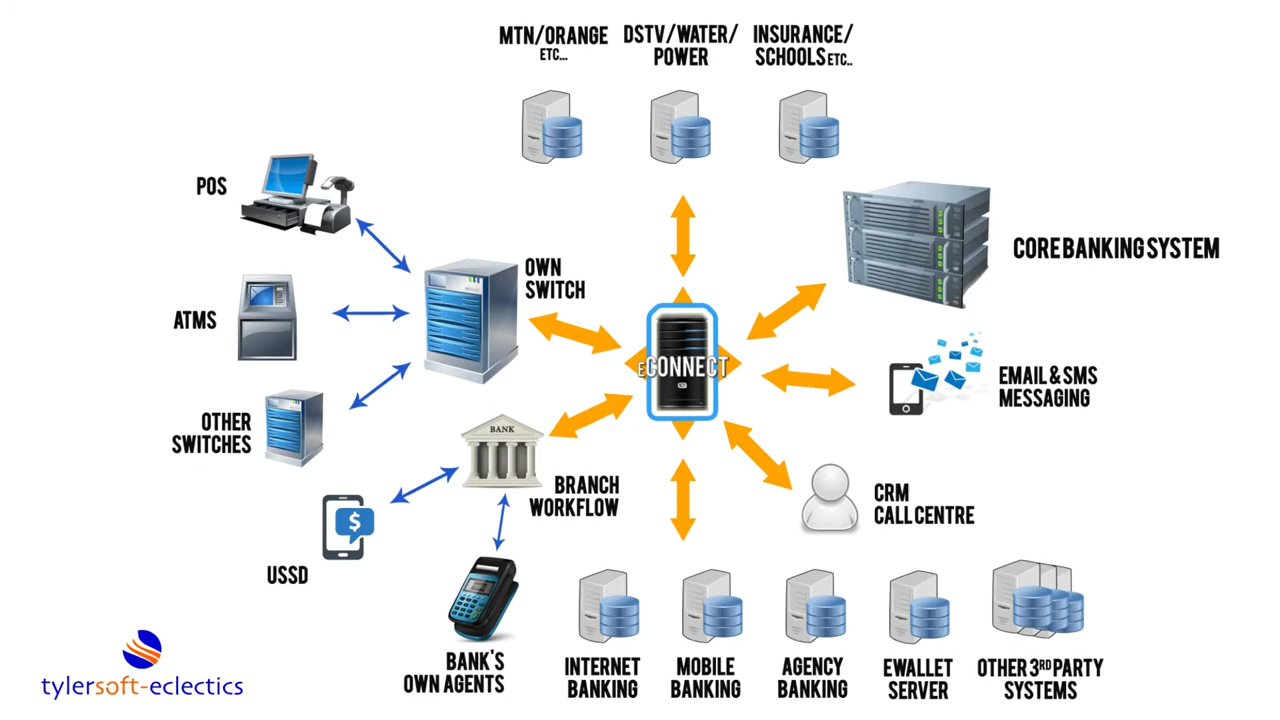 MTN/ORANGE
ETC...
DSTV/WATER/
POWER
INSURANCE/
SCHOOLS ETC..
POS
CORE BANKING SYSTEM
OWN
SWITCH
ATMS
eCONNECT
EMAIL & SMS
MESSAGING
OTHER
SWITCHES
BANK
BRANCH
WORKFLOW
CRM
CALL CENTRE
$
USSD
BANK'S
OWN AGENTS
INTERNET
BANKING
MOBILE
BANKING
AGENCY
BANKING
EWALLET
SERVER
OTHER 3RD PARTY
SYSTEMS
tylersoft-eclectics